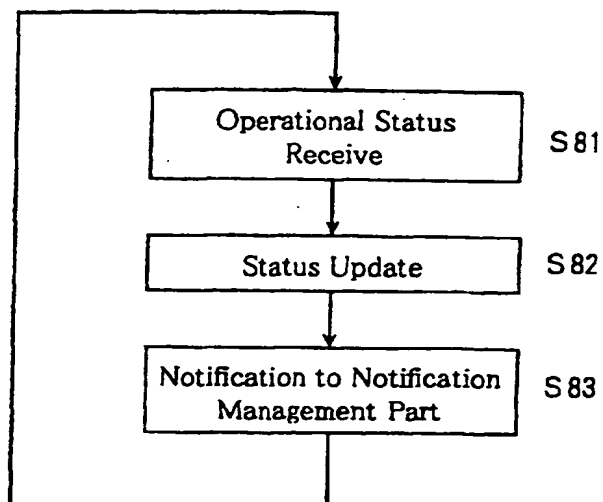 Operational Status
Receive
S81
Status Update
S82
Notification to Notification
Management Part
S83